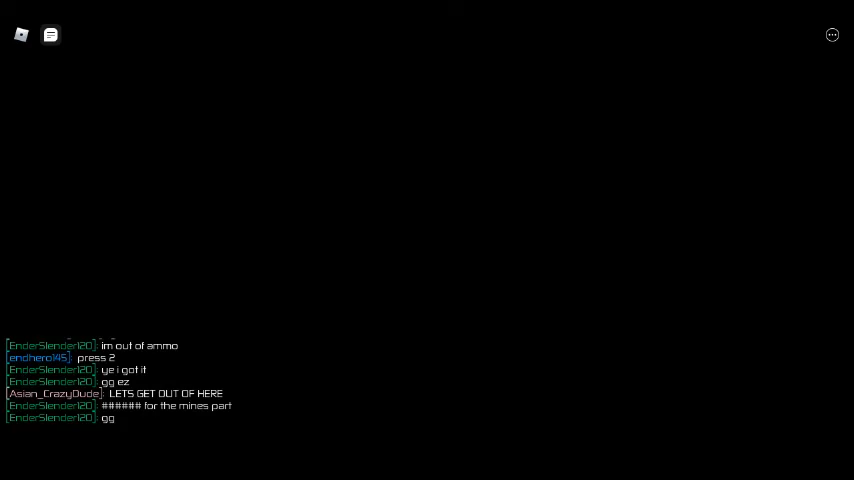 [EnderSlender120]: im out of ammo
[endhero145]: press 2
[EnderSlender120]: ye i got it
[EnderSlender120]: gg ez
[Asian_CrazyDude]: LETS GET OUT OF HERE
[EnderSlender120]: ###### for the mines part
[EnderSlender120]: gg